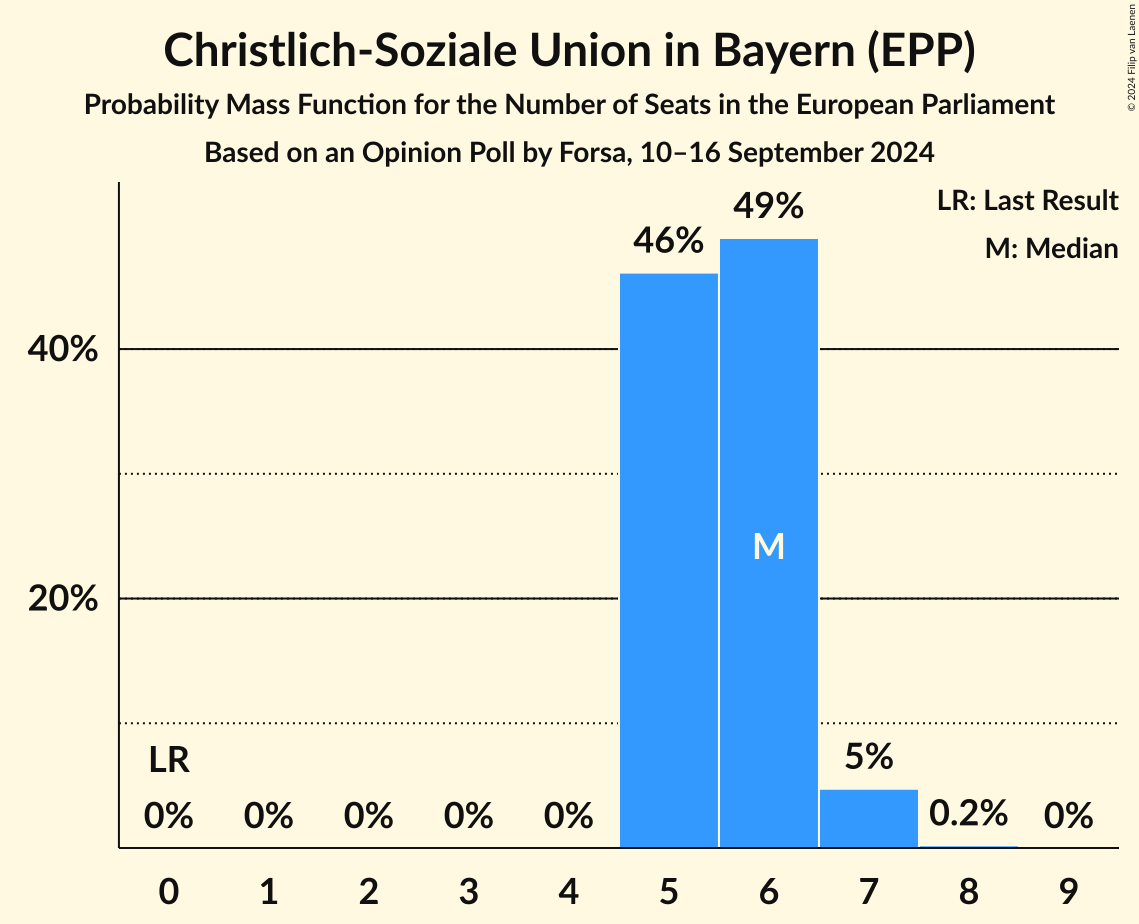 Christlich-Soziale Union in Bayern (EPP)
Probability Mass Function for the Number of Seats in the European Parliament
Based on an Opinion Poll by Forsa, 10–16 September 2024
© 2024 Filip van Laenen
LR: Last Result
M: Median
49%
46%
40%
M
20%
LR
5%
0% 0% 0% 0% 0% 0.2% 0%
0 1 2 3 4 5 6 7 8 9